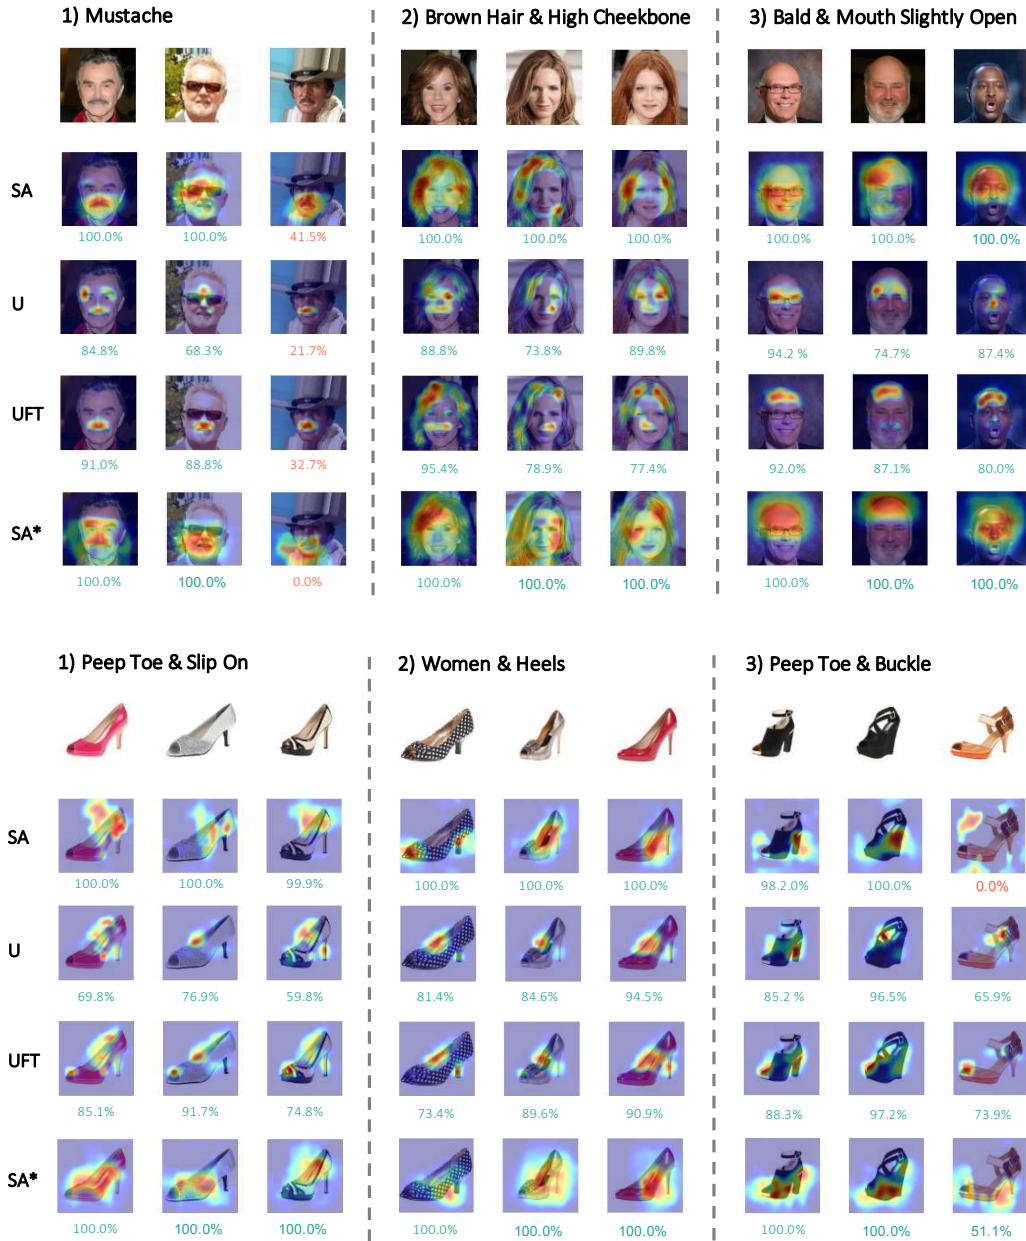 1) Mustache
2) Brown Hair & High Cheekbone
3) Bald & Mouth Slightly Open
SA
100.0% 100.0% 41.5% 100.0% 100.0% 100.0% 100.0% 100.0% 100.0%
U
84.8% 68.3% 21.7% 88.8% 73.8% 89.8% 94.2 % 74.7% 87.4%
UFT
91.0% 88.8% 32.7% 95.4% 78.9% 77.4% 92.0% 87.1% 80.0%
SA*
100.0% 100.0% 0.0% 100.0% 100.0% 100.0% 100.0% 100.0% 100.0%
1) Peep Toe & Slip On
2) Women & Heels
3) Peep Toe & Buckle
SA
100.0% 100.0% 99.9% 100.0% 100.0% 100.0% 98.2.0% 100.0% 0.0%
U
69.8% 76.9% 59.8% 81.4% 84.6% 94.5% 85.2 % 96.5% 65.9%
UFT
85.1% 91.7% 74.8% 73.4% 89.6% 90.9% 88.3% 97.2% 73.9%
SA*
100.0% 100.0% 100.0% 100.0% 100.0% 100.0% 100.0% 100.0% 51.1%